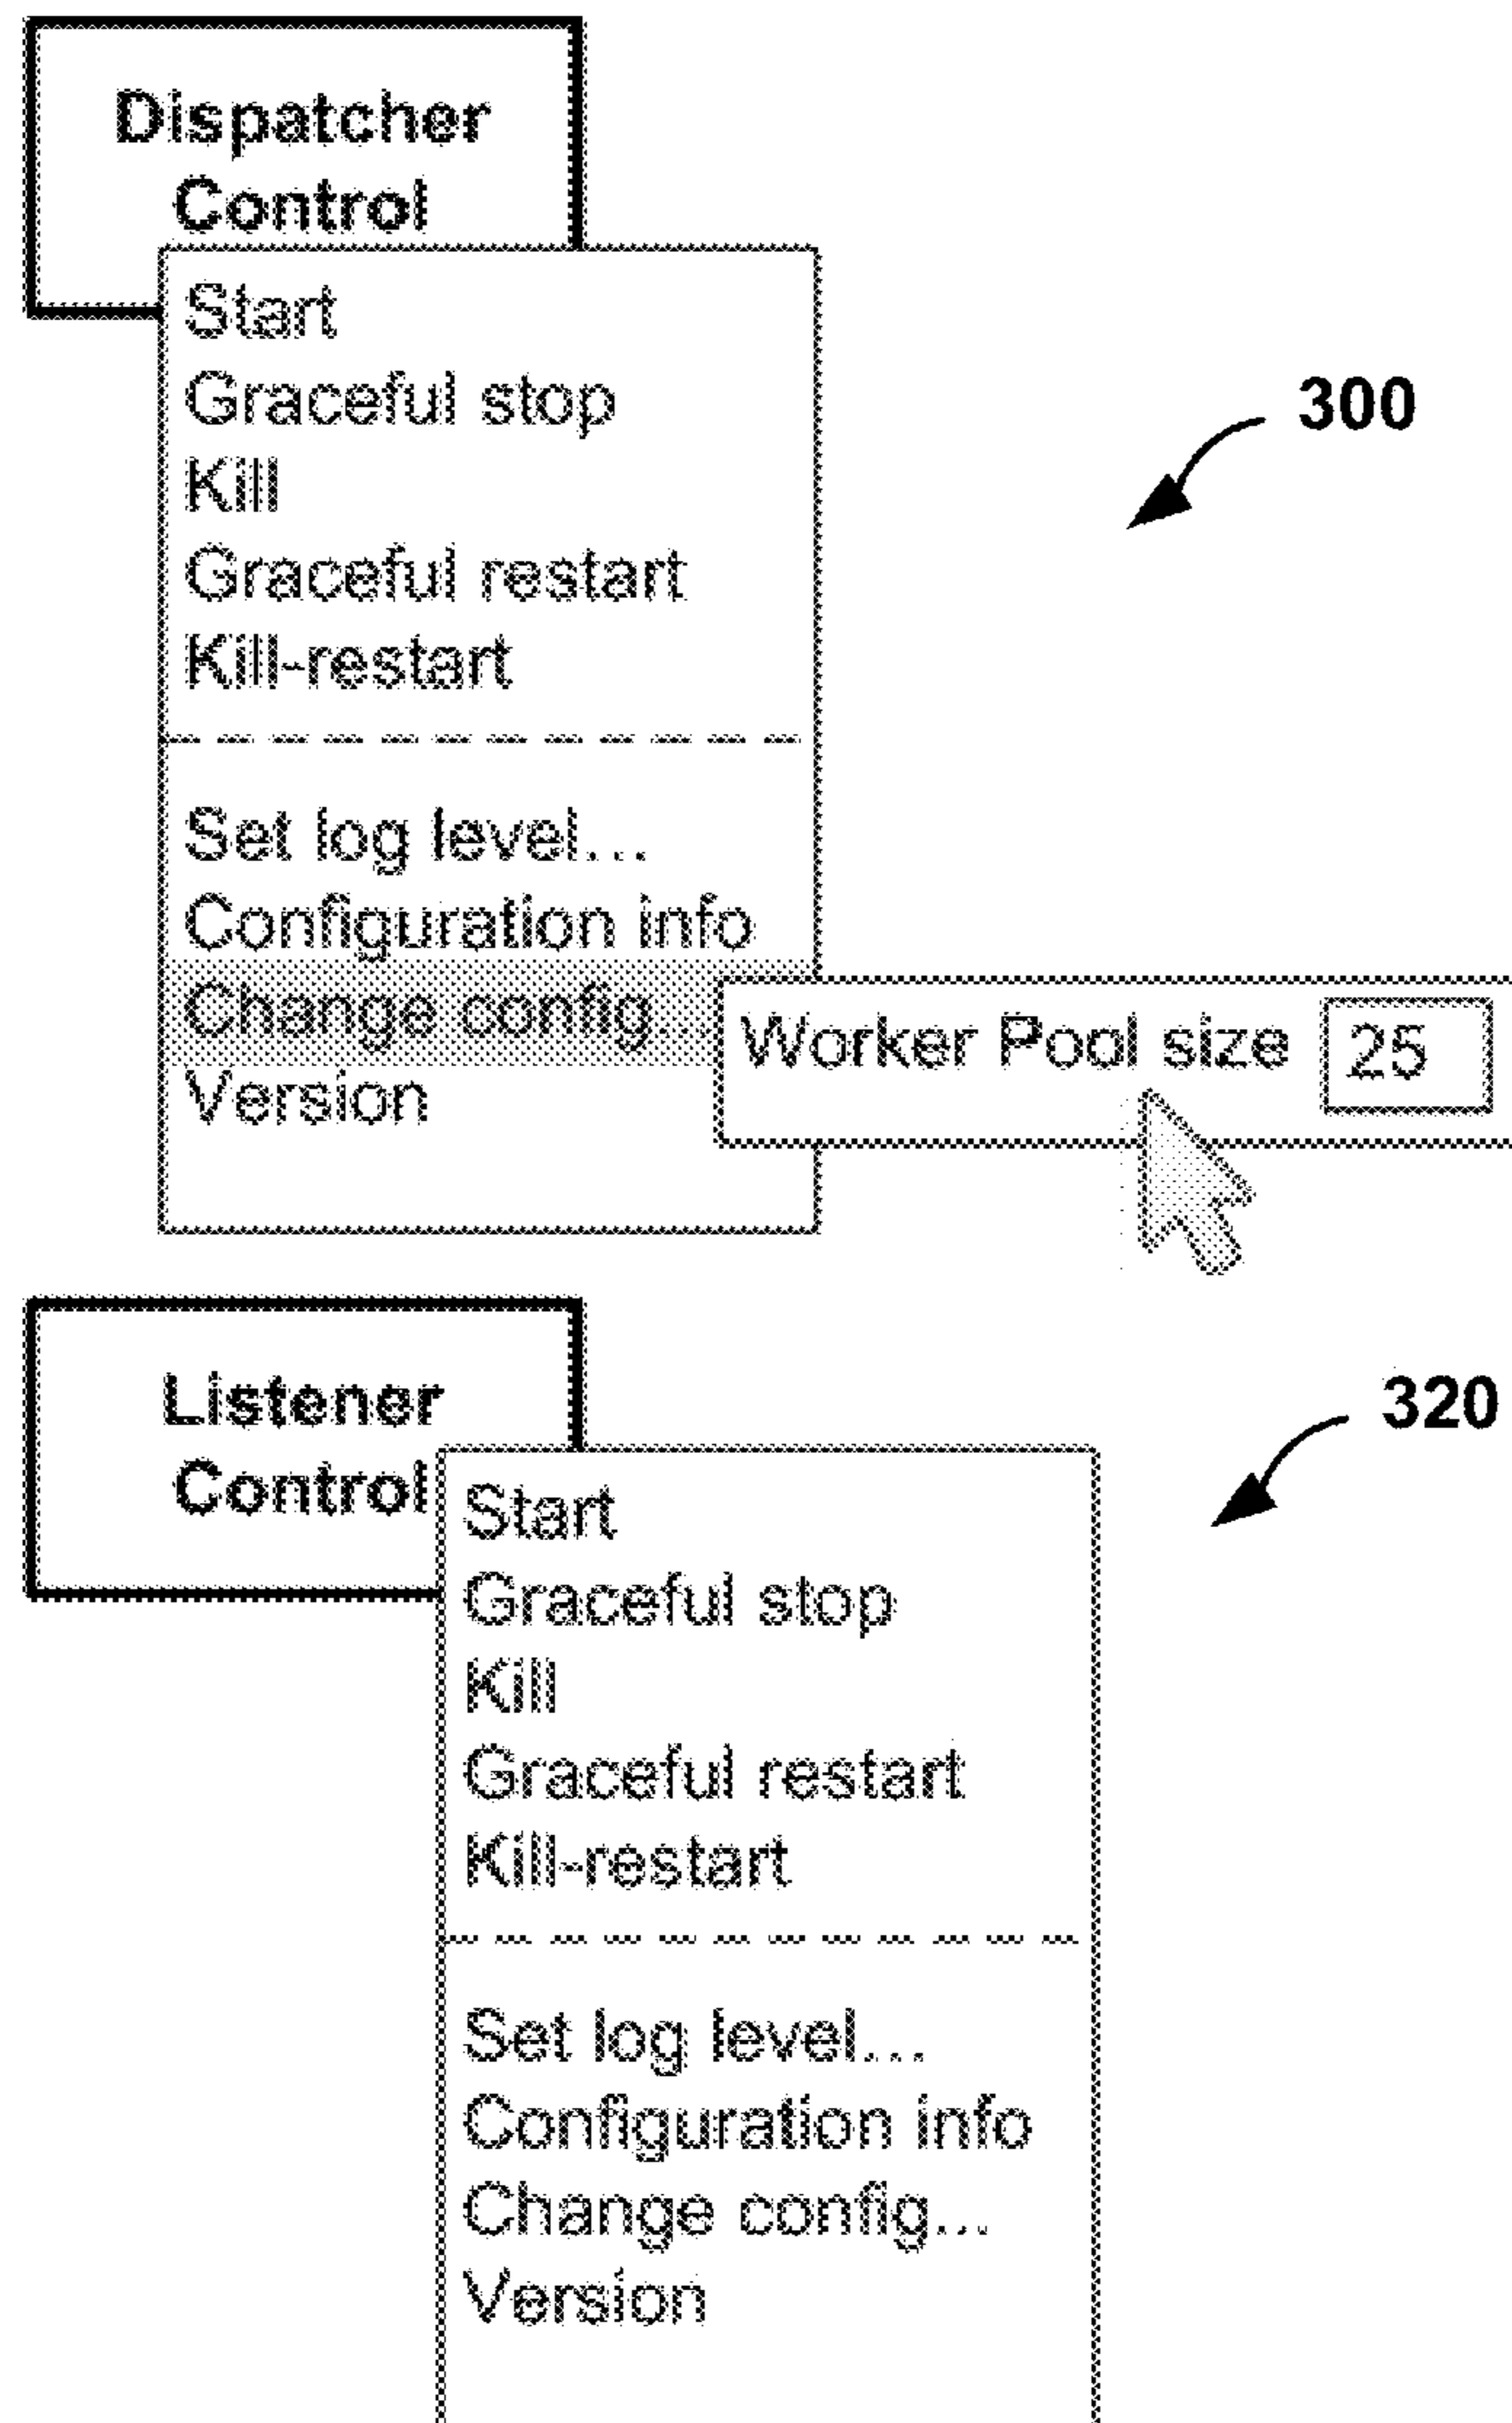 Dispatcher
Control
Start
Graceful stop
Kill
Graceful restart
Kill-restart
Set log level...
Configuration info
Change config...
Version
Worker Pool size 25
300
Listener
Control
Start
Graceful stop
Kill
Graceful restart
Kill-restart
Set log level...
Configuration info
Change config...
Version
320